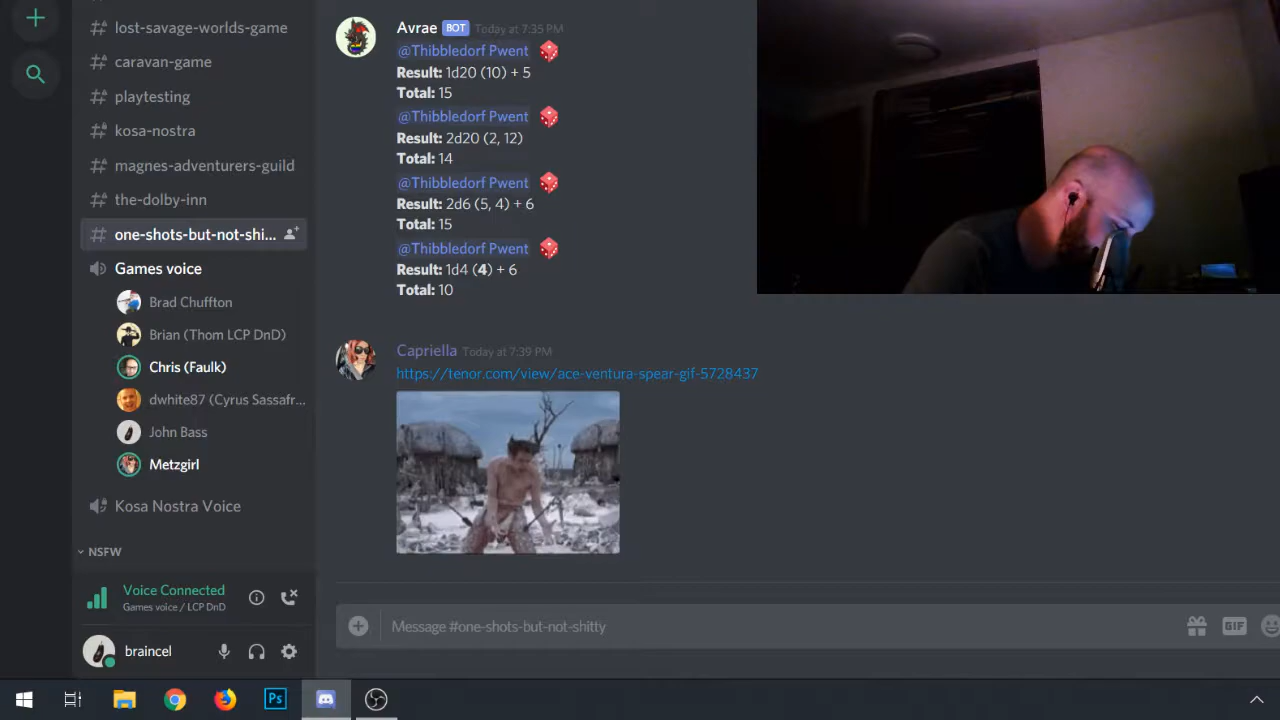 lost-savage-worlds-game
caravan-game
playtesting
kosa-nostra
magnes-adventurers-guild
the-dolby-inn
one-shots-but-not-shi...
Games voice
Brad Chuffton
Brian (Thom LCP DnD)
Chris (Faulk)
dwhite87 (Cyrus Sassafr...
John Bass
Metzgirl
Kosa Nostra Voice
NSFW
Voice Connected
Games voice / LCP DnD
braincel
Avrae BOT Today at 7:35 PM
@Thibbledorf Pwent
Result: 1d20 (10) + 5
Total: 15
@Thibbledorf Pwent
Result: 2d20 (2, 12)
Total: 14
@Thibbledorf Pwent
Result: 2d6 (5, 4) + 6
Total: 15
@Thibbledorf Pwent
Result: 1d4 (4) + 6
Total: 10
Capriella Today at 7:39 PM
https://tenor.com/view/ace-ventura-spear-gif-5728437
Message #one-shots-but-not-shitty
GIF
Ps